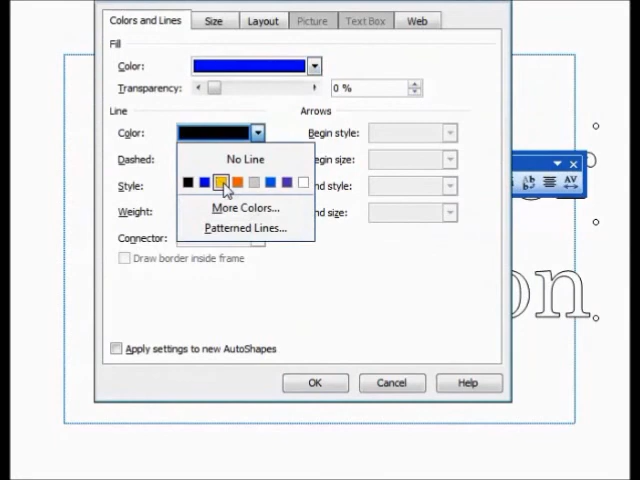 Colors and Lines Size Layout Picture Text Box Web
Fill
Color:
Transparency: 0 %
Line Arrows
Color: Begin style:
Dashed: Begin size:
Style: nd style:
Weight: nd size:
Connector:
No Line
More Colors...
Patterned Lines...
Draw border inside frame
Apply settings to new AutoShapes
OK Cancel Help
on